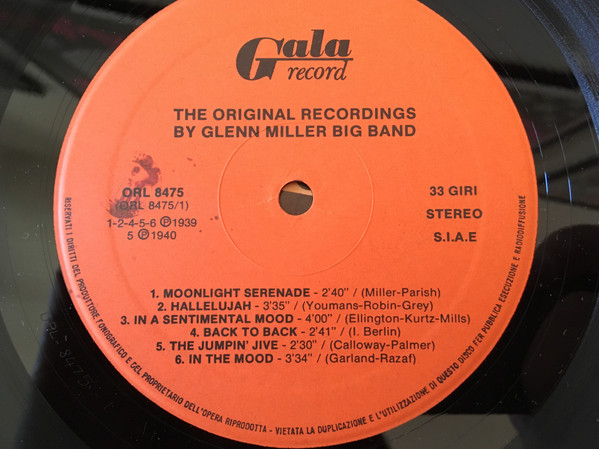 Gala
record
THE ORIGINAL RECORDINGS
BY GLENN MILLER BIG BAND
ORL 8475
(ORL 8475/1)
1-2-4-5-6 Ⓟ 1939
5 Ⓟ 1940
33 GIRI
STEREO
S.I.A.E
1. MOONLIGHT SERENADE - 2'40" / (Miller-Parish)
2. HALLELUJAH - 3'35" / (Youmans-Robin-Grey)
3. IN A SENTIMENTAL MOOD - 4'00" / (Ellington-Kurtz-Mills)
4. BACK TO BACK - 2'41" / (I. Berlin)
5. THE JUMPIN' JIVE - 2'30" / (Calloway-Palmer)
6. IN THE MOOD - 3'34" / (Garland-Razaf)
RISERVATI I DIRITTI DEL PRODUTTORE FONOGRAFICO E DEL PROPRIETARIO DELL'OPERA RIPRODOTTA - VIETATA LA DUPLICAZIONE E L'UTILIZZAZIONE DI QUESTO DISCO PER PUBBLICA ESECUZIONE E RADIODIFFUSIONE
ORL 8475